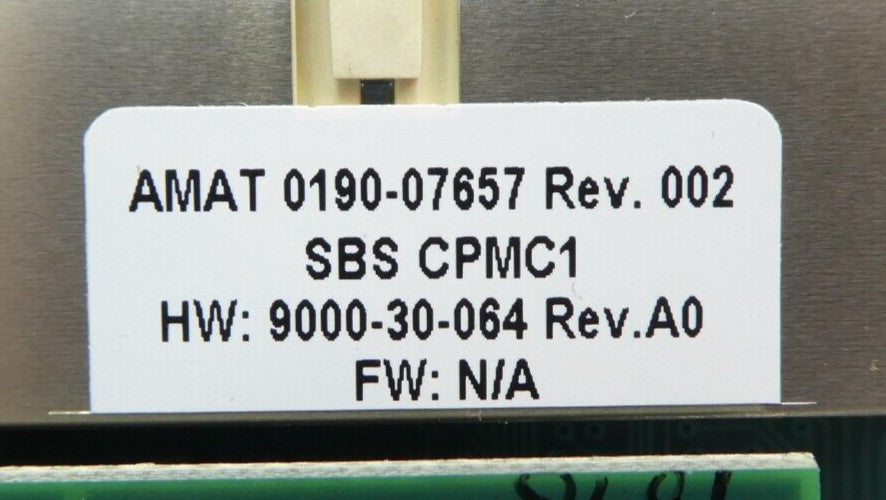 AMAT 0190-07657 Rev. 002
SBS CPMC1
HW: 9000-30-064 Rev.A0
FW: N/A